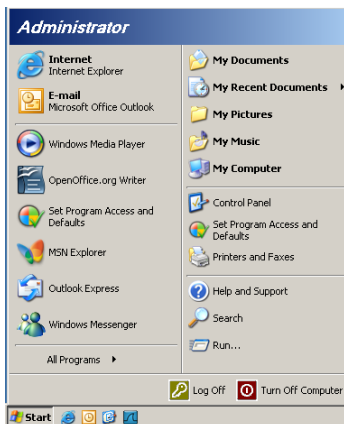 Administrator
Internet
Internet Explorer
E-mail
Microsoft Office Outlook
Windows Media Player
OpenOffice.org Writer
Set Program Access and
Defaults
MSN Explorer
Outlook Express
Windows Messenger
All Programs
My Documents
My Recent Documents
My Pictures
My Music
My Computer
Control Panel
Set Program Access and
Defaults
Printers and Faxes
Help and Support
Search
Run...
Log Off
Turn Off Computer
Start